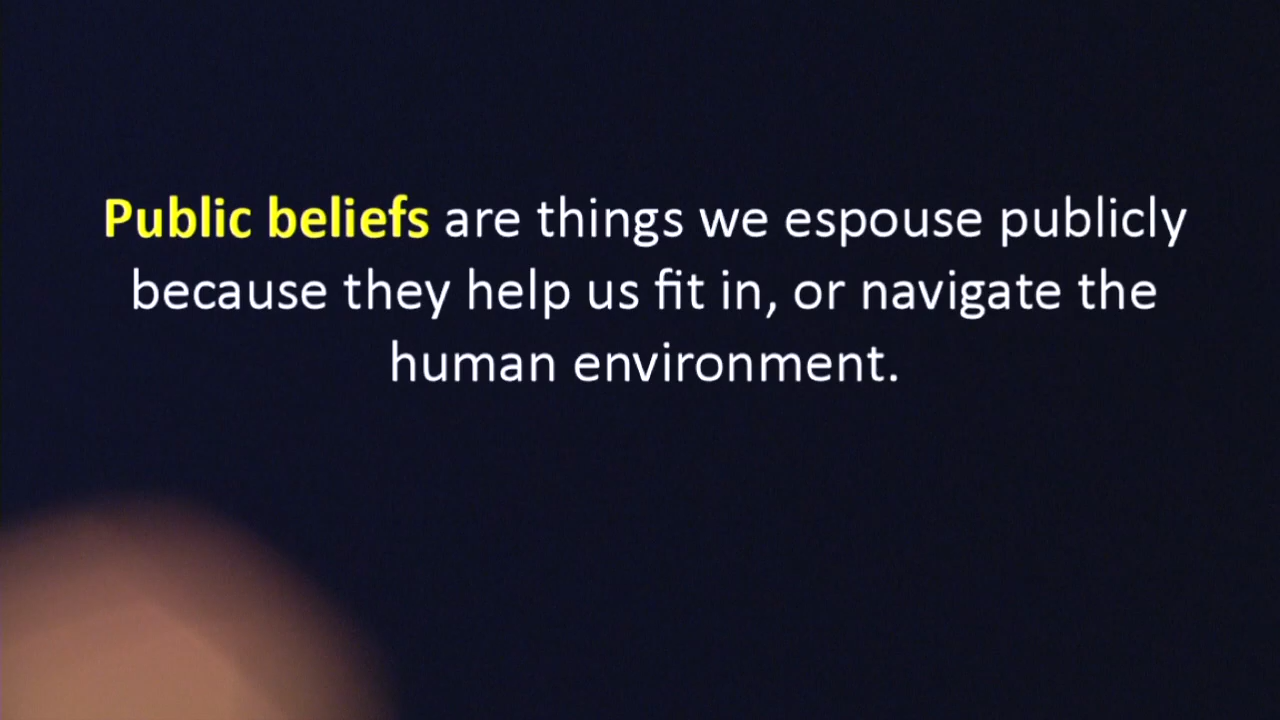 Public beliefs are things we espouse publicly
because they help us fit in, or navigate the
human environment.